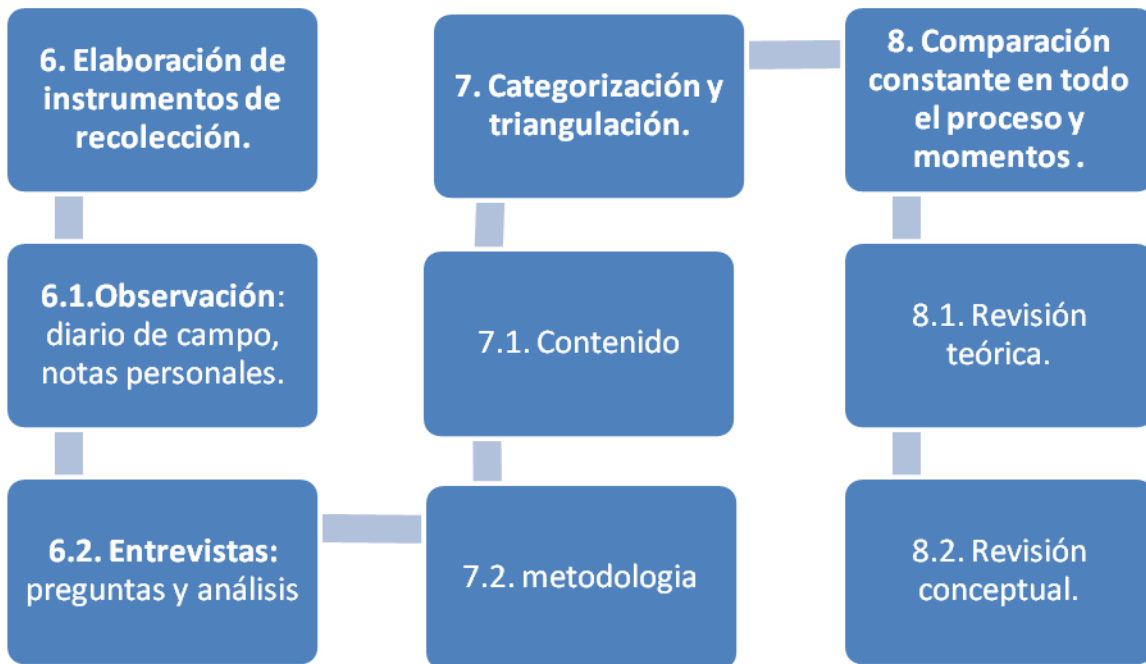 6. Elaboración de
instrumentos de
recolección.
6.1.Observación:
diario de campo,
notas personales.
6.2. Entrevistas:
preguntas y análisis
7. Categorización y
triangulación.
7.1. Contenido
7.2. metodologia
8. Comparación
constante en todo
el proceso y
momentos .
8.1. Revisión
teórica.
8.2. Revisión
conceptual.